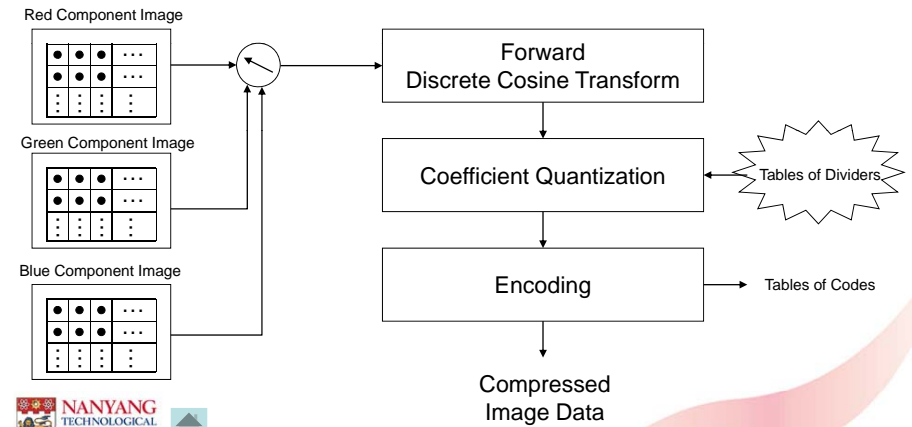 Red Component Image
Green Component Image
Blue Component Image
Forward
Discrete Cosine Transform
Coefficient Quantization
Tables of Dividers
Encoding
Tables of Codes
Compressed
Image Data
NANYANG
TECHNOLOGICAL